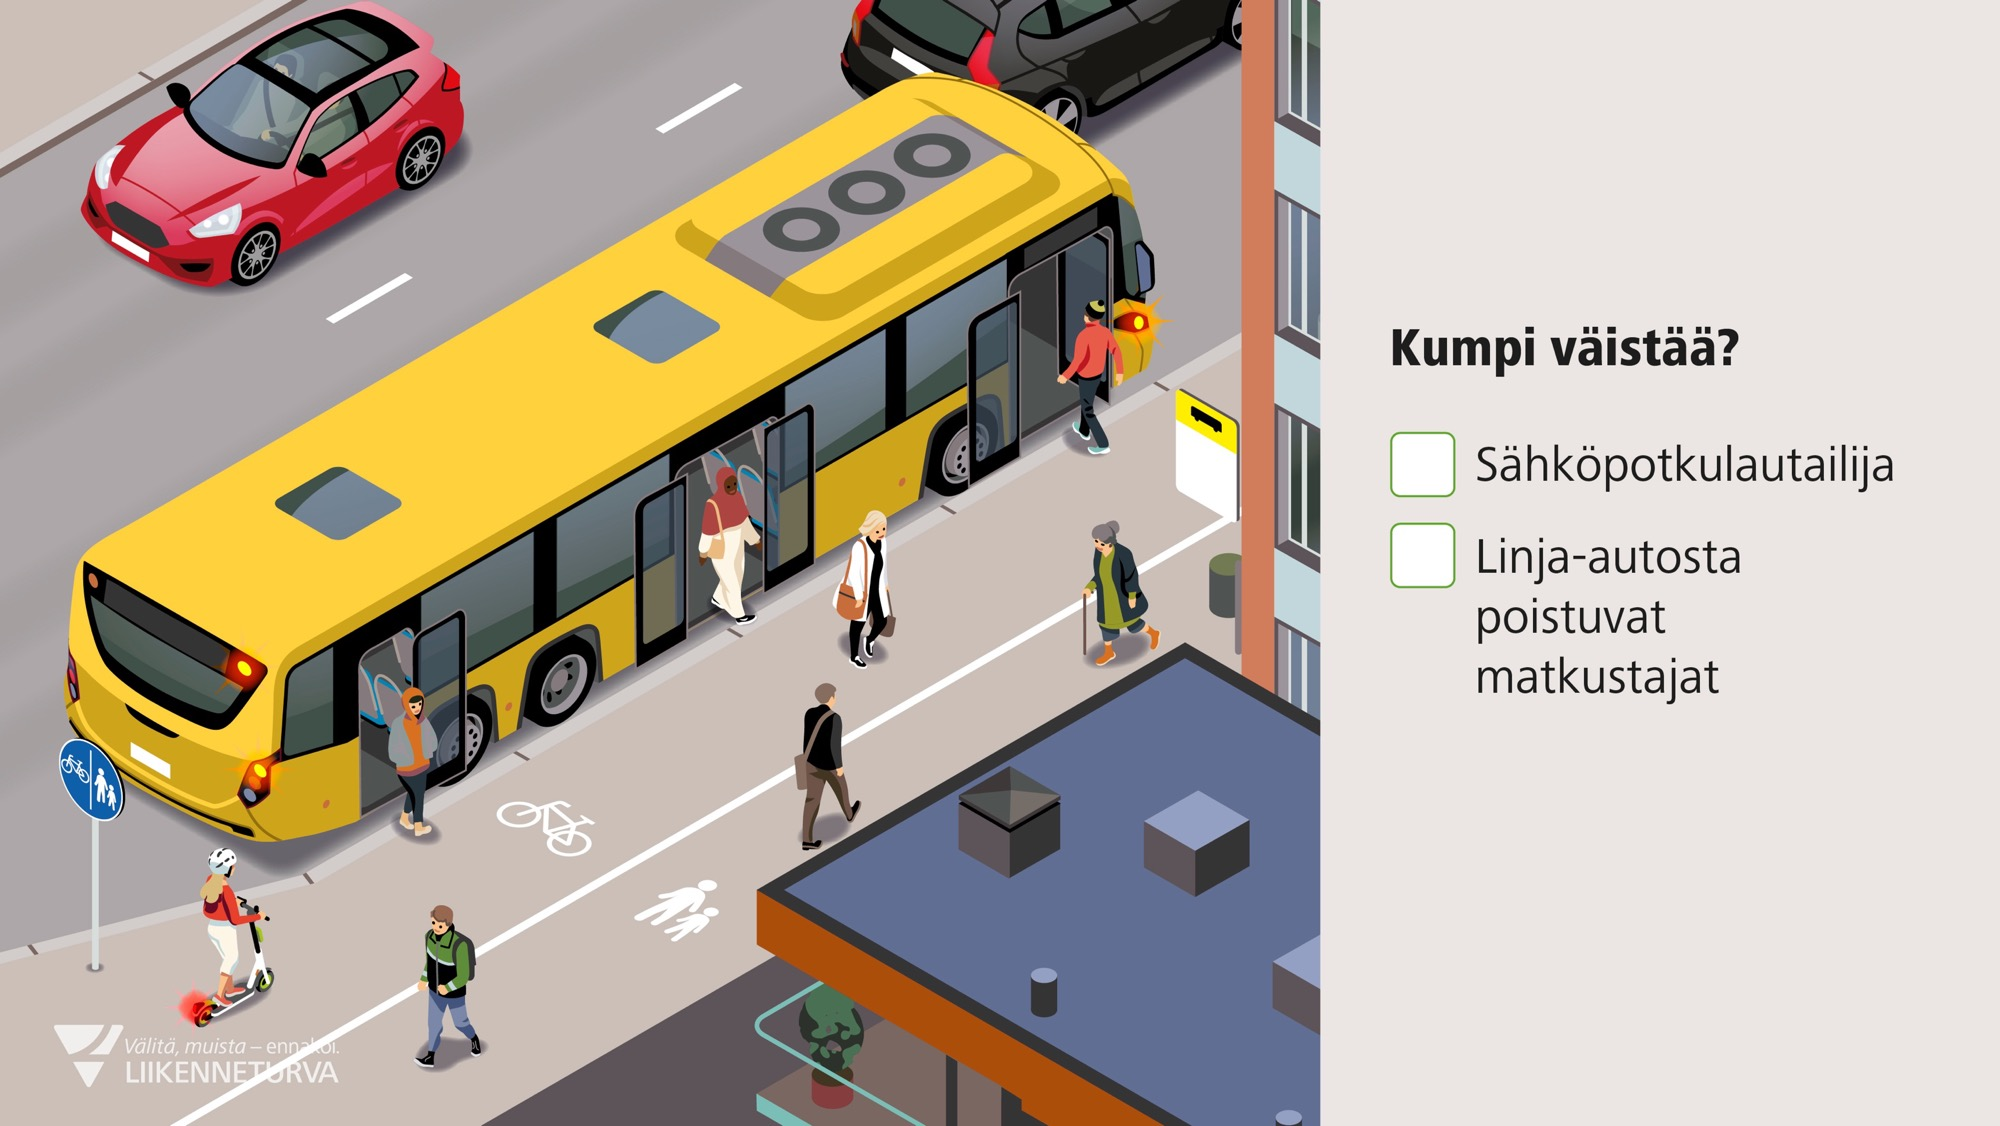 Kumpi väistää?
Sähköpotkulautailija
Linja-autosta
poistuvat
matkustajat
Välitä, muista – ennakoi.
LIIKENNETURVA